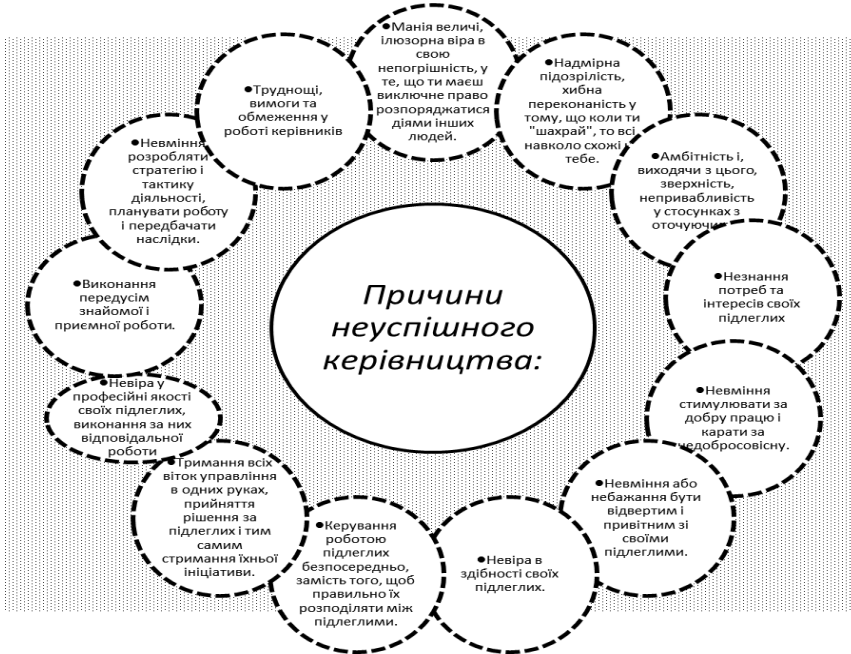 Причини
неуспішного
керівництва:
•Манія величі,
ілюзорна віра в
свою
непогрішність, у
те, що ти маєш
виключне право
розпоряджатися
діями інших
людей.
•Надмірна
підозрілість,
хибна
переконаність у
тому, що коли ти
"шахрай", то всі
навколо схожі
тебе.
•Амбітність і,
виходячи з цього,
зверхність,
непривабливість
у стосунках з
•Незнання
потреб та
інтересів своїх
підлеглих
•Невміння
стимулювати за
добру працю і
карати за
недобросовісну.
•Невміння або
небажання бути
відвертим і
привітним зі
своїми
підлеглими.
•Невіра в
здібності своїх
підлеглих.
•Керування
роботою
підлеглих
безпосередньо,
замість того, щоб
правильно їх
розподіляти між
підлеглими.
•Тримання всіх
віток управління
в одних руках,
прийняття
рішення за
підлеглих і тим
самим
стримання їхньої
ініціативи.
•Невіра у
професійні якості
своїх підлеглих,
виконання за них
відповідальної
роботи
•Виконання
передусім
знайомої і
приємної роботи.
•Невміння
розробляти
стратегію і
тактику
діяльності,
планувати роботу
і передбачати
наслідки.
•Труднощі,
вимоги та
обмеження у
роботі керівників